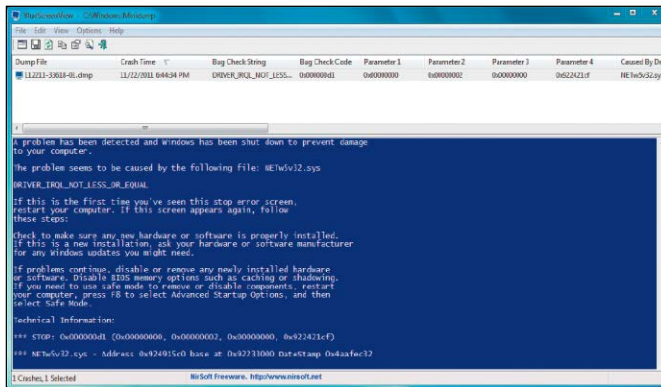 BlueScreenView - C:\Windows\Minidump
File Edit View Options Help
Dump File Crash Time Bug Check String Bug Check Code Parameter 1 Parameter 2 Parameter 3 Parameter 4 Caused By Dr
112211-33618-01.dmp 11/22/2011 6:44:34 PM DRIVER_IRQL_NOT_LESS... 0x000000d1 0x00000000 0x00000002 0x00000000 0x922421cf NETw5v32.sy
A problem has been detected and Windows has been shut down to prevent damage
to your computer.
The problem seems to be caused by the following file: NETw5v32.sys
DRIVER_IRQL_NOT_LESS_OR_EQUAL
If this is the first time you've seen this stop error screen,
restart your computer. If this screen appears again, follow
these steps:
Check to make sure any new hardware or software is properly installed.
If this is a new installation, ask your hardware or software manufacturer
for any Windows updates you might need.
If problems continue, disable or remove any newly installed hardware
or software. Disable BIOS memory options such as caching or shadowing.
If you need to use safe mode to remove or disable components, restart
your computer, press F8 to select Advanced Startup Options, and then
select Safe Mode.
Technical Information:
*** STOP: 0x000000d1 (0x00000000, 0x00000002, 0x00000000, 0x922421cf)
*** NETw5v32.sys - Address 0x924915c0 base at 0x92233000 DateStamp 0x4aafec32
1 Crashes, 1 Selected NirSoft Freeware. http://www.nirsoft.net